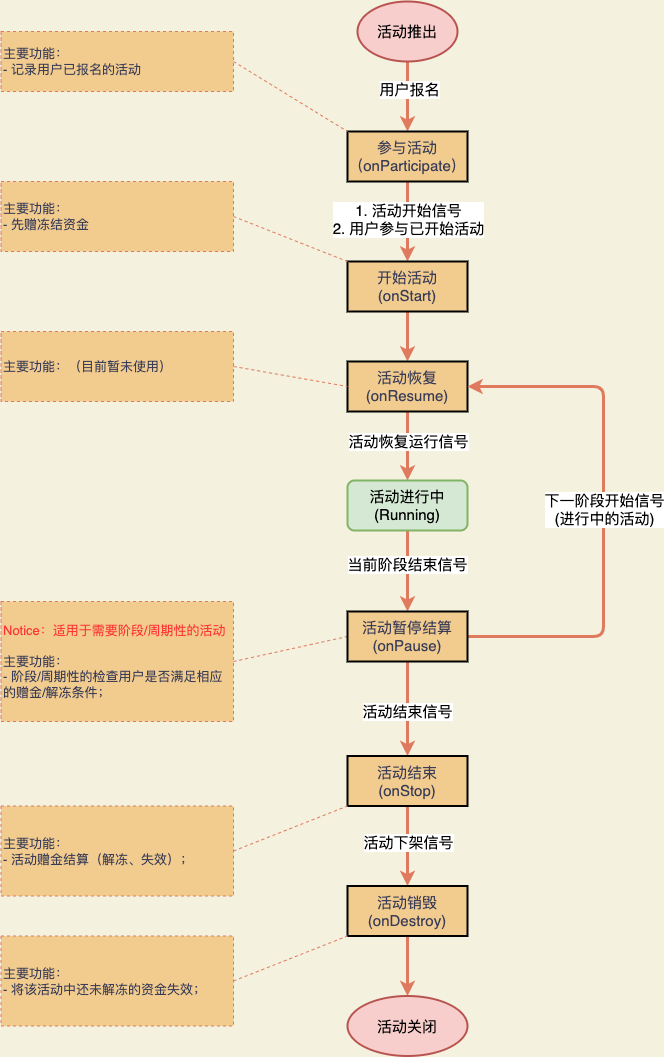 活动推出
主要功能：
- 记录用户已报名的活动
用户报名
参与活动
(onParticipate)
主要功能：
- 先赠冻结资金
1. 活动开始信号
2. 用户参与已开始活动
开始活动
(onStart)
主要功能：（目前暂未使用）
活动恢复
(onResume)
活动恢复运行信号
活动进行中
(Running)
下一阶段开始信号
(进行中的活动)
当前阶段结束信号
Notice：适用于需要阶段/周期性的活动
主要功能：
- 阶段/周期性的检查用户是否满足相应
的赠金/解冻条件；
活动暂停结算
(onPause)
活动结束信号
活动结束
(onStop)
主要功能：
- 活动赠金结算（解冻、失效）；
活动下架信号
活动销毁
(onDestroy)
主要功能：
- 将该活动中还未解冻的资金失效；
活动关闭